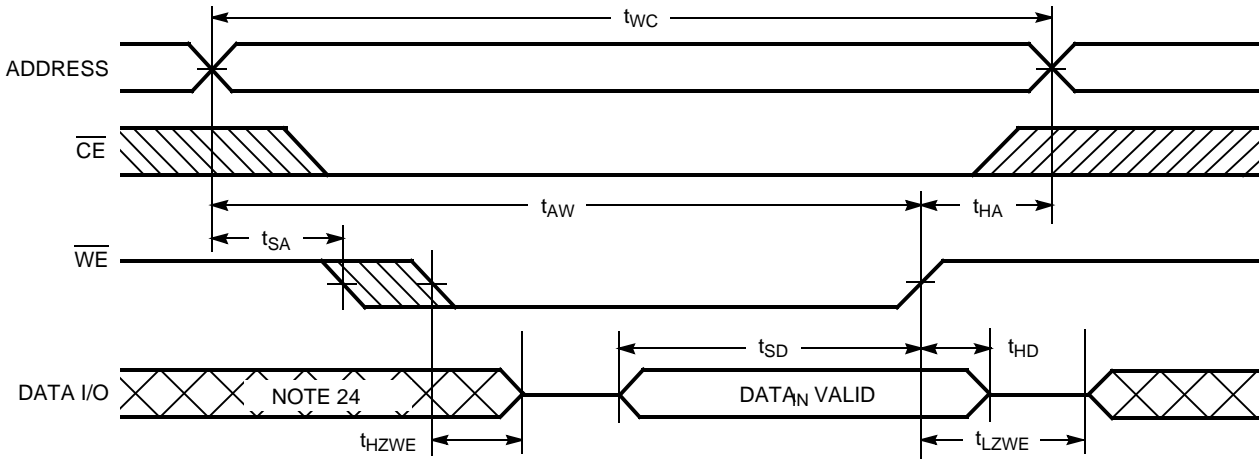 tWC
ADDRESS
CE
tAW
tHA
tSA
WE
tSD
tHD
DATA I/O
NOTE 24
DATAIN VALID
tHZWE
tLZWE